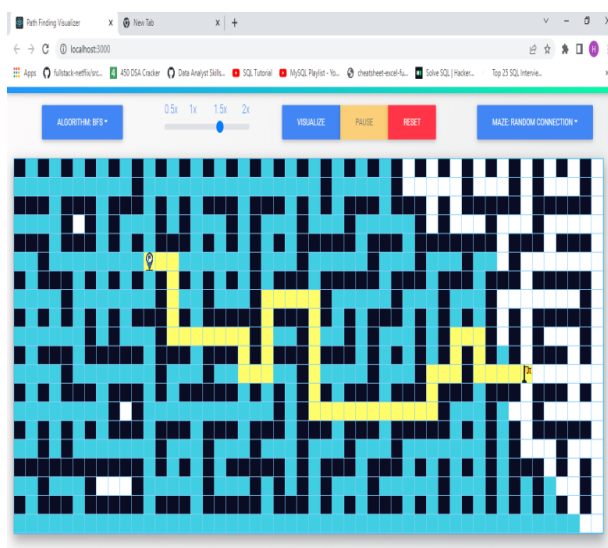 Path Finding Visualizer x New Tab x +
localhost:3000
Apps fullstack-netflix/src... 450 DSA Cracker Data Analyst Skills... SQL Tutorial MySQL Playlist - Yo... cheatsheet-excel-fu... Solve SQL | Hacker... Top 25 SQL Intervie...
0.5x 1x 1.5x 2x
ALGORITHM: BFS VISUALIZE PAUSE RESET MAZE: RANDOM CONNECTION